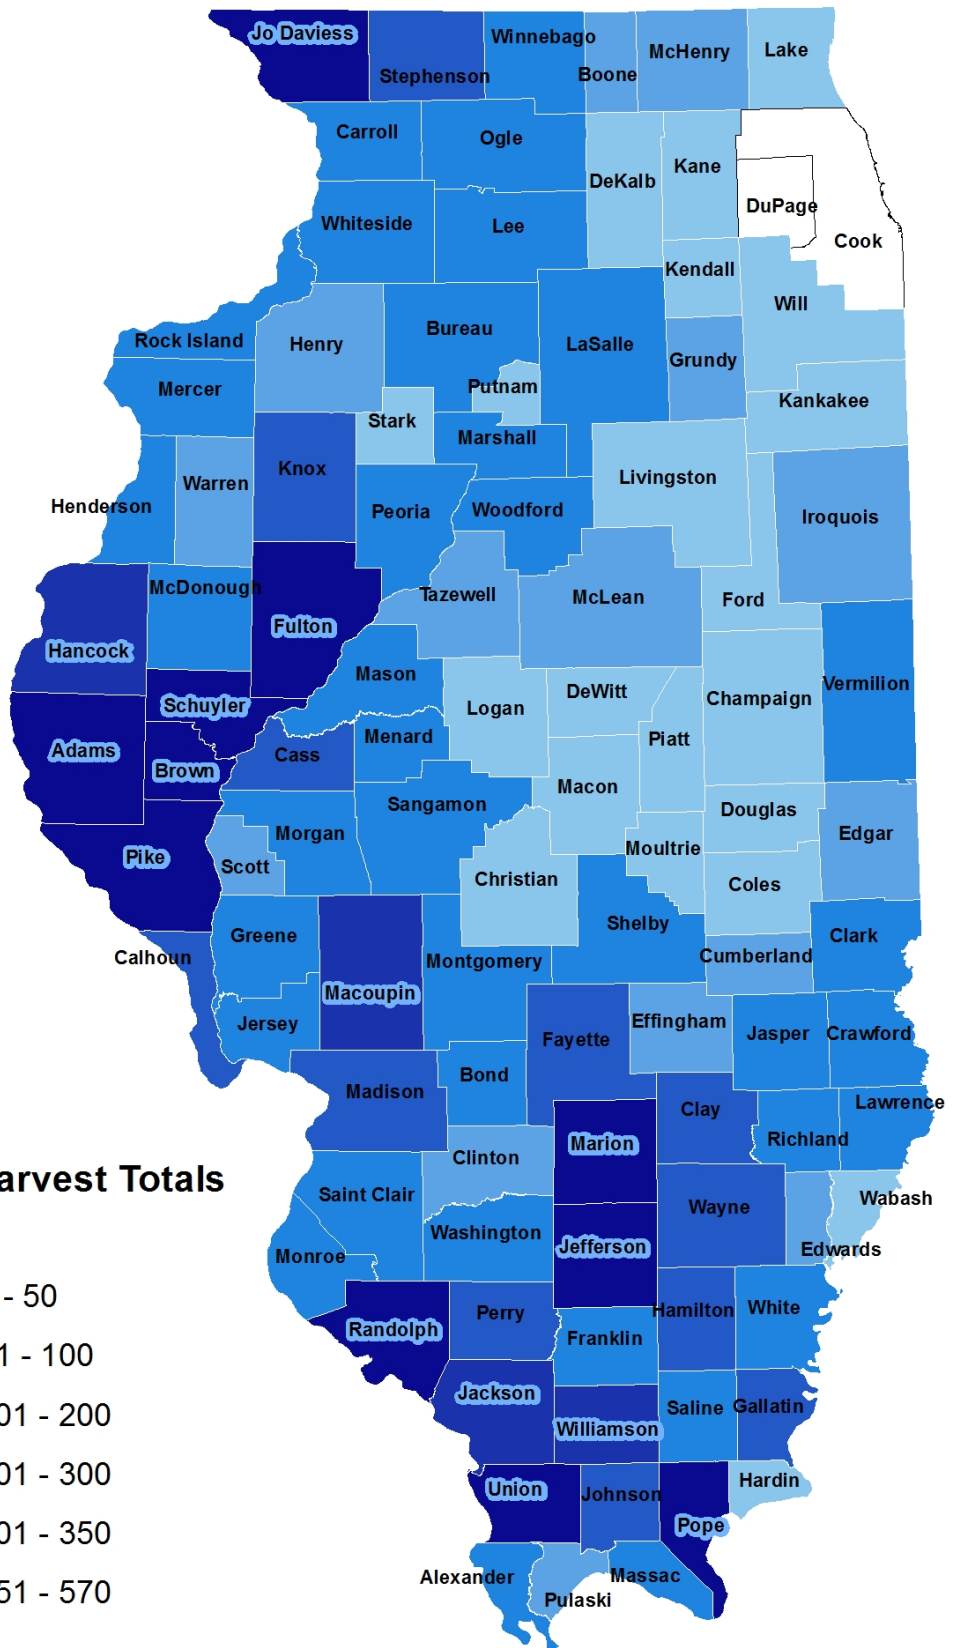 Jo Daviess
Stephenson
Winnebago
Boone
McHenry
Lake
Carroll
Ogle
DeKalb
Kane
DuPage
Cook
Whiteside
Lee
Kendall
Will
Rock Island
Henry
Bureau
LaSalle
Grundy
Mercer
Putnam
Kankakee
Stark
Marshall
Knox
Warren
Henderson
Peoria
Woodford
Livingston
Iroquois
McDonough
Tazewell
McLean
Ford
Hancock
Fulton
Mason
Schuyler
Logan
DeWitt
Champaign
Vermilion
Adams
Brown
Cass
Menard
Piatt
Macon
Sangamon
Douglas
Edgar
Pike
Scott
Morgan
Christian
Moultrie
Coles
Shelby
Clark
Calhoun
Greene
Macoupin
Montgomery
Cumberland
Jersey
Fayette
Effingham
Jasper
Crawford
Madison
Bond
Clay
Lawrence
Richland
Marion
Clinton
Saint Clair
Wayne
Wabash
Washington
Jefferson
Edwards
Monroe
Randolph
Perry
Hamilton
White
Franklin
Jackson
Williamson
Saline
Gallatin
Union
Johnson
Pope
Hardin
Alexander
Pulaski
Massac
arvest Totals
- 50
1 - 100
01 - 200
01 - 300
01 - 350
51 - 570